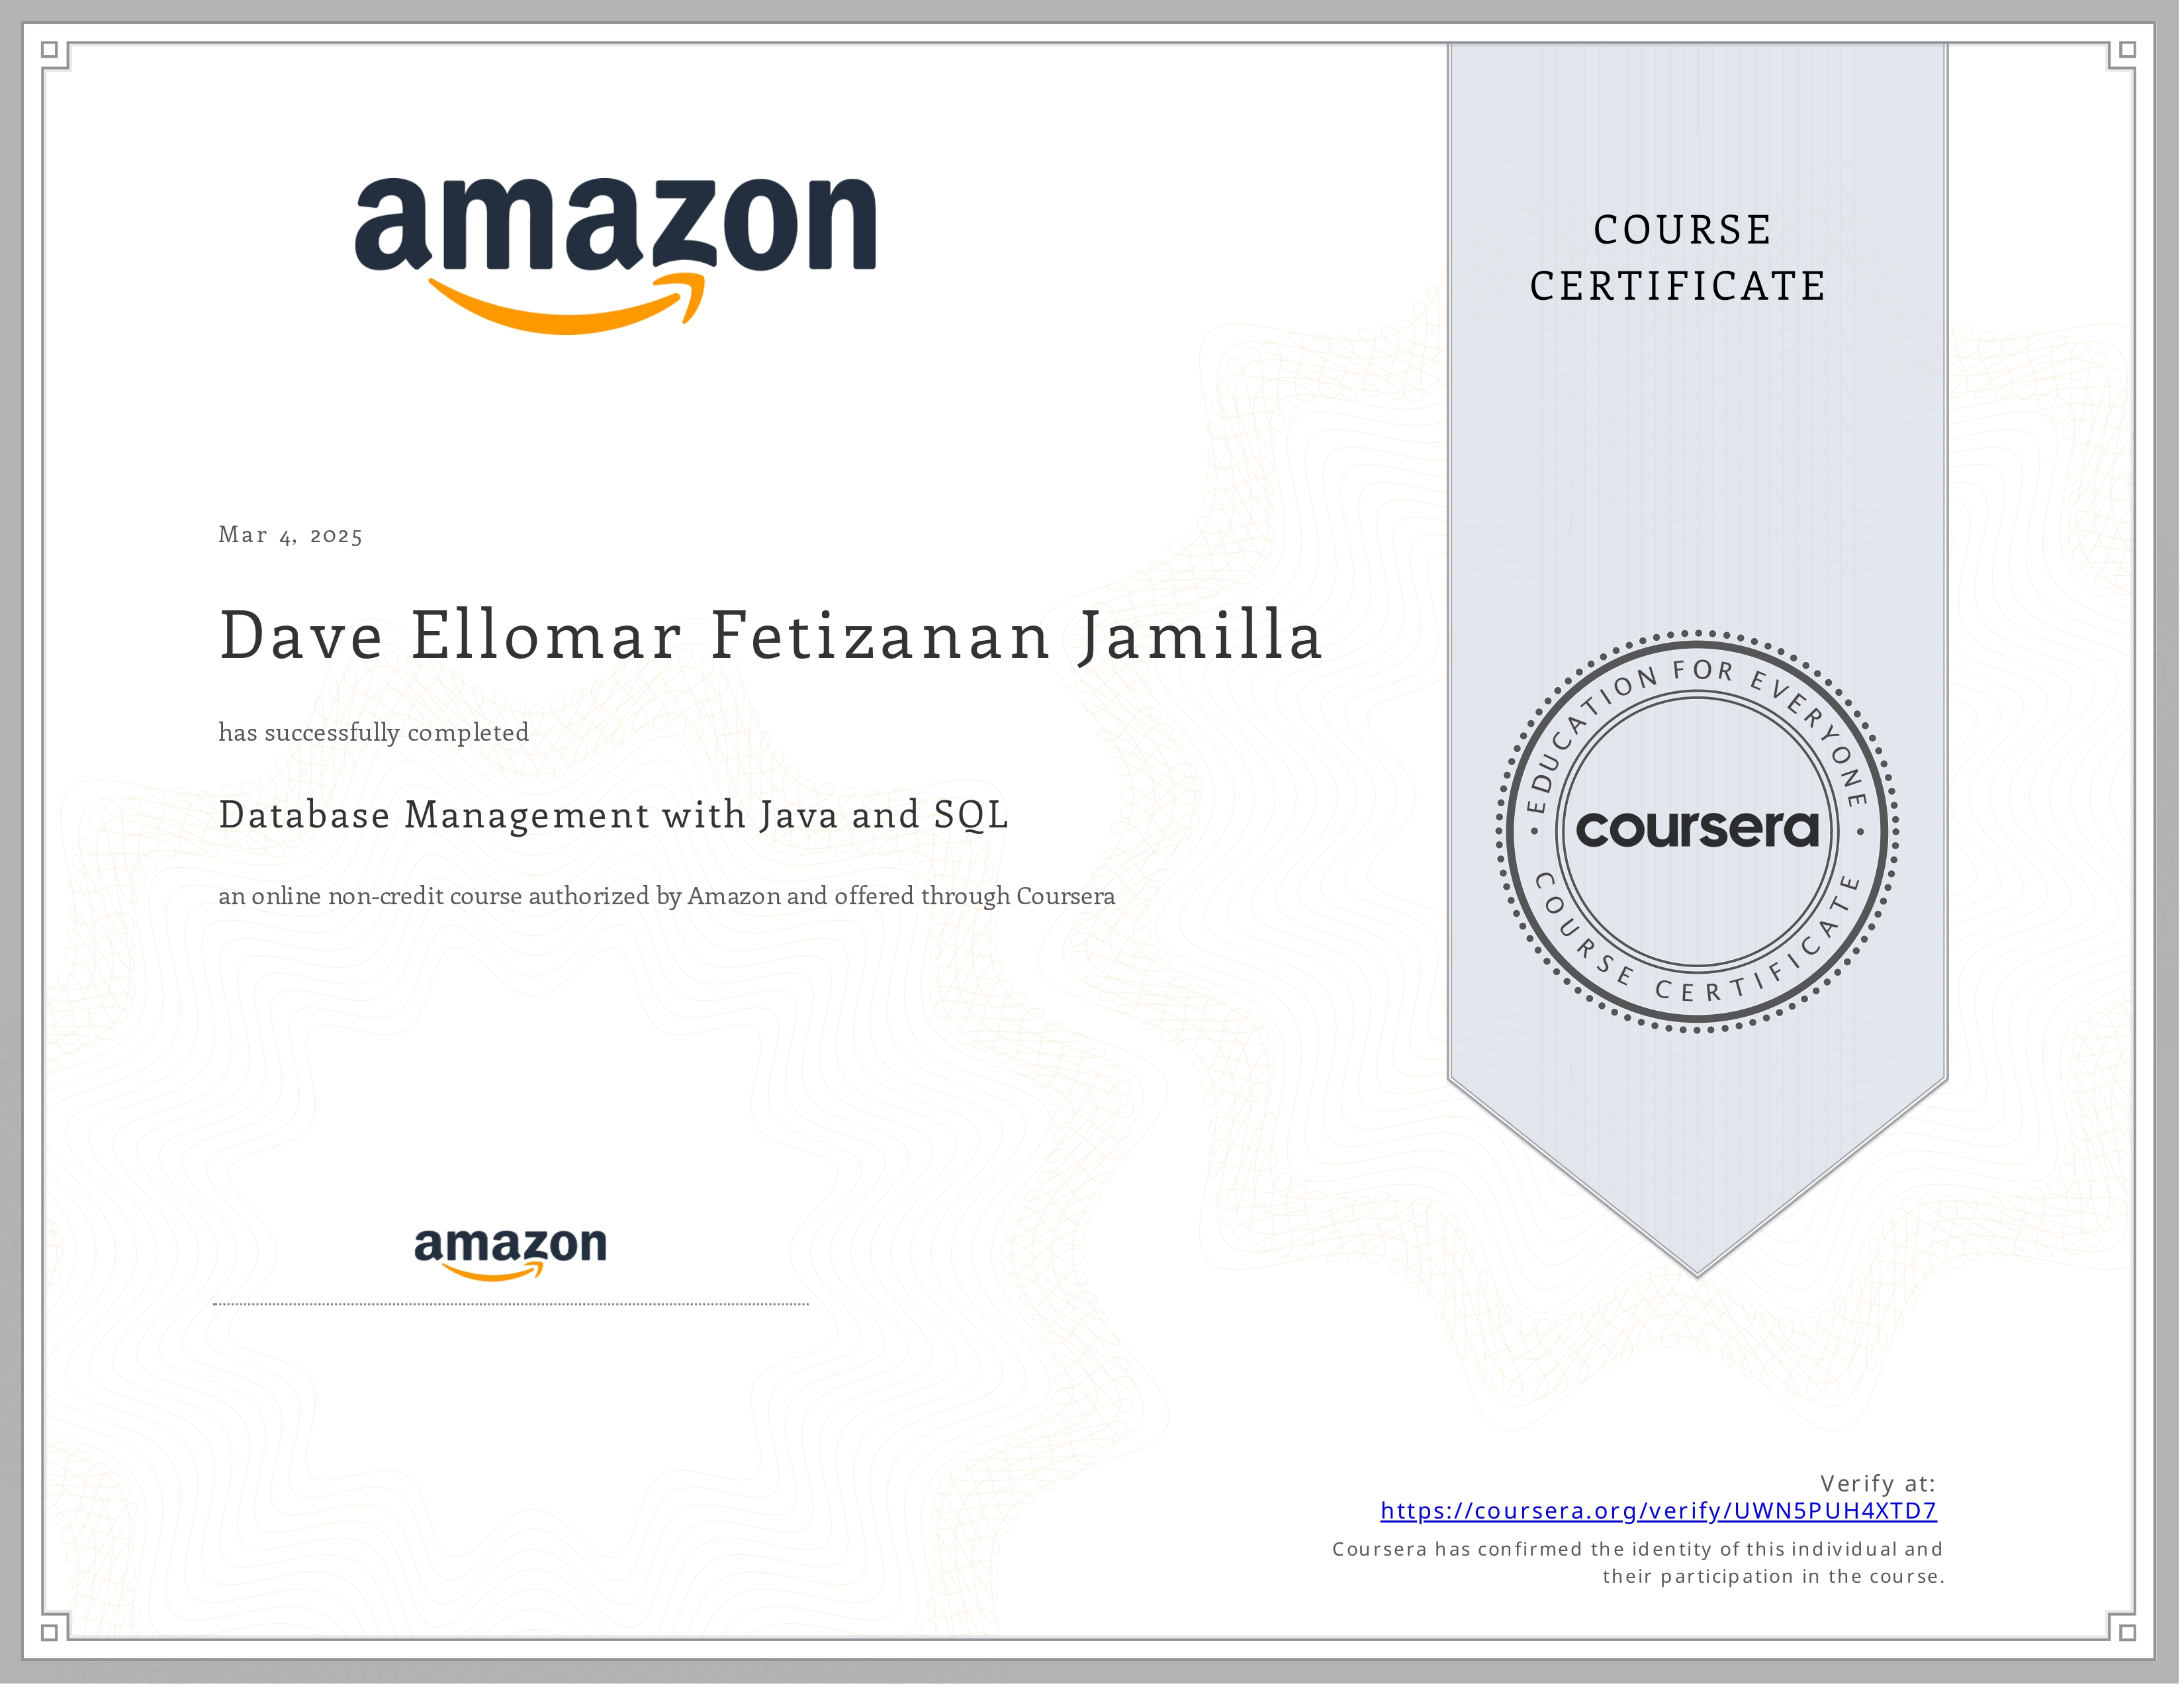 amazon
COURSE
CERTIFICATE
Mar 4, 2025
Dave Ellomar Fetizanan Jamilla
has successfully completed
Database Management with Java and SQL
an online non-credit course authorized by Amazon and offered through Coursera
EDUCATION FOR EVERYONE
coursera
COURSE CERTIFICATE
amazon
Verify at:
https://coursera.org/verify/UWN5PUH4XTD7
Coursera has confirmed the identity of this individual and
their participation in the course.